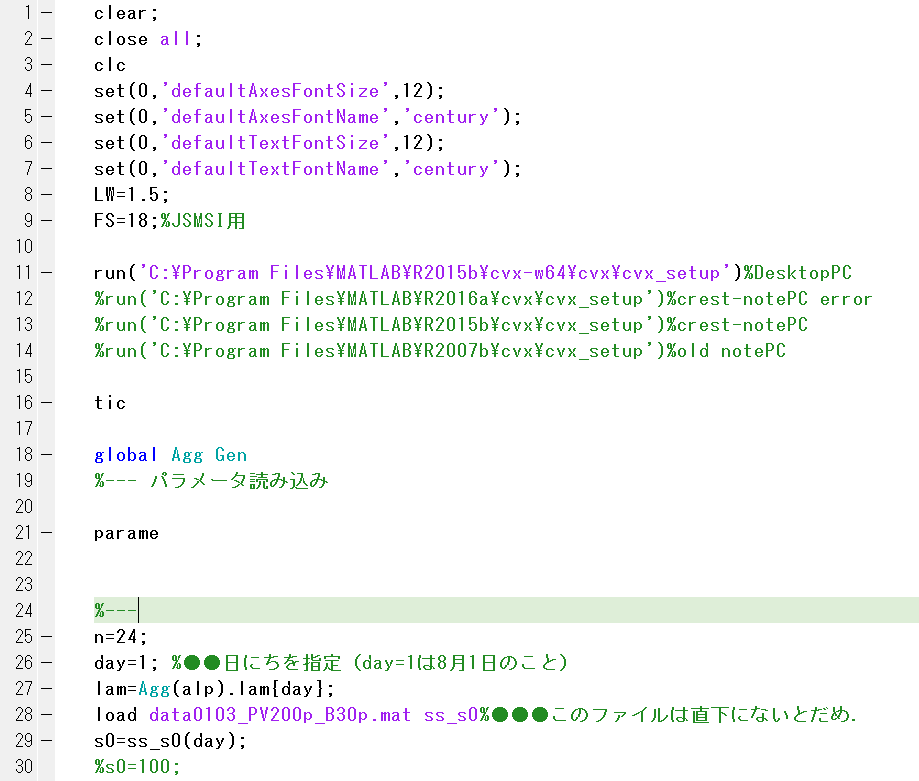 1 clear;
2 close all;
3 clc
4 set(0,'defaultAxesFontSize',12);
5 set(0,'defaultAxesFontName','century');
6 set(0,'defaultTextFontSize',12);
7 set(0,'defaultTextFontName','century');
8 LW=1.5;
9 FS=18;%JSMSI用
10
11 run('C:¥Program Files¥MATLAB¥R2015b¥cvx-w64¥cvx¥cvx_setup')%DesktopPC
12 %run('C:¥Program Files¥MATLAB¥R2016a¥cvx¥cvx_setup')%crest-notePC error
13 %run('C:¥Program Files¥MATLAB¥R2015b¥cvx¥cvx_setup')%crest-notePC
14 %run('C:¥Program Files¥MATLAB¥R2007b¥cvx¥cvx_setup')%old notePC
15
16 tic
17
18 global Agg Gen
19 %--- パラメータ読み込み
20
21 parame
22
23
24 %---
25 n=24;
26 day=1; %●●日にちを指定（day=1は8月1日のこと）
27 lam=Agg(alp).lam{day};
28 load data0103_PV200p_B30p.mat ss_s0%●●●このファイルは直下にないとだめ.
29 s0=ss_s0(day);
30 %s0=100;